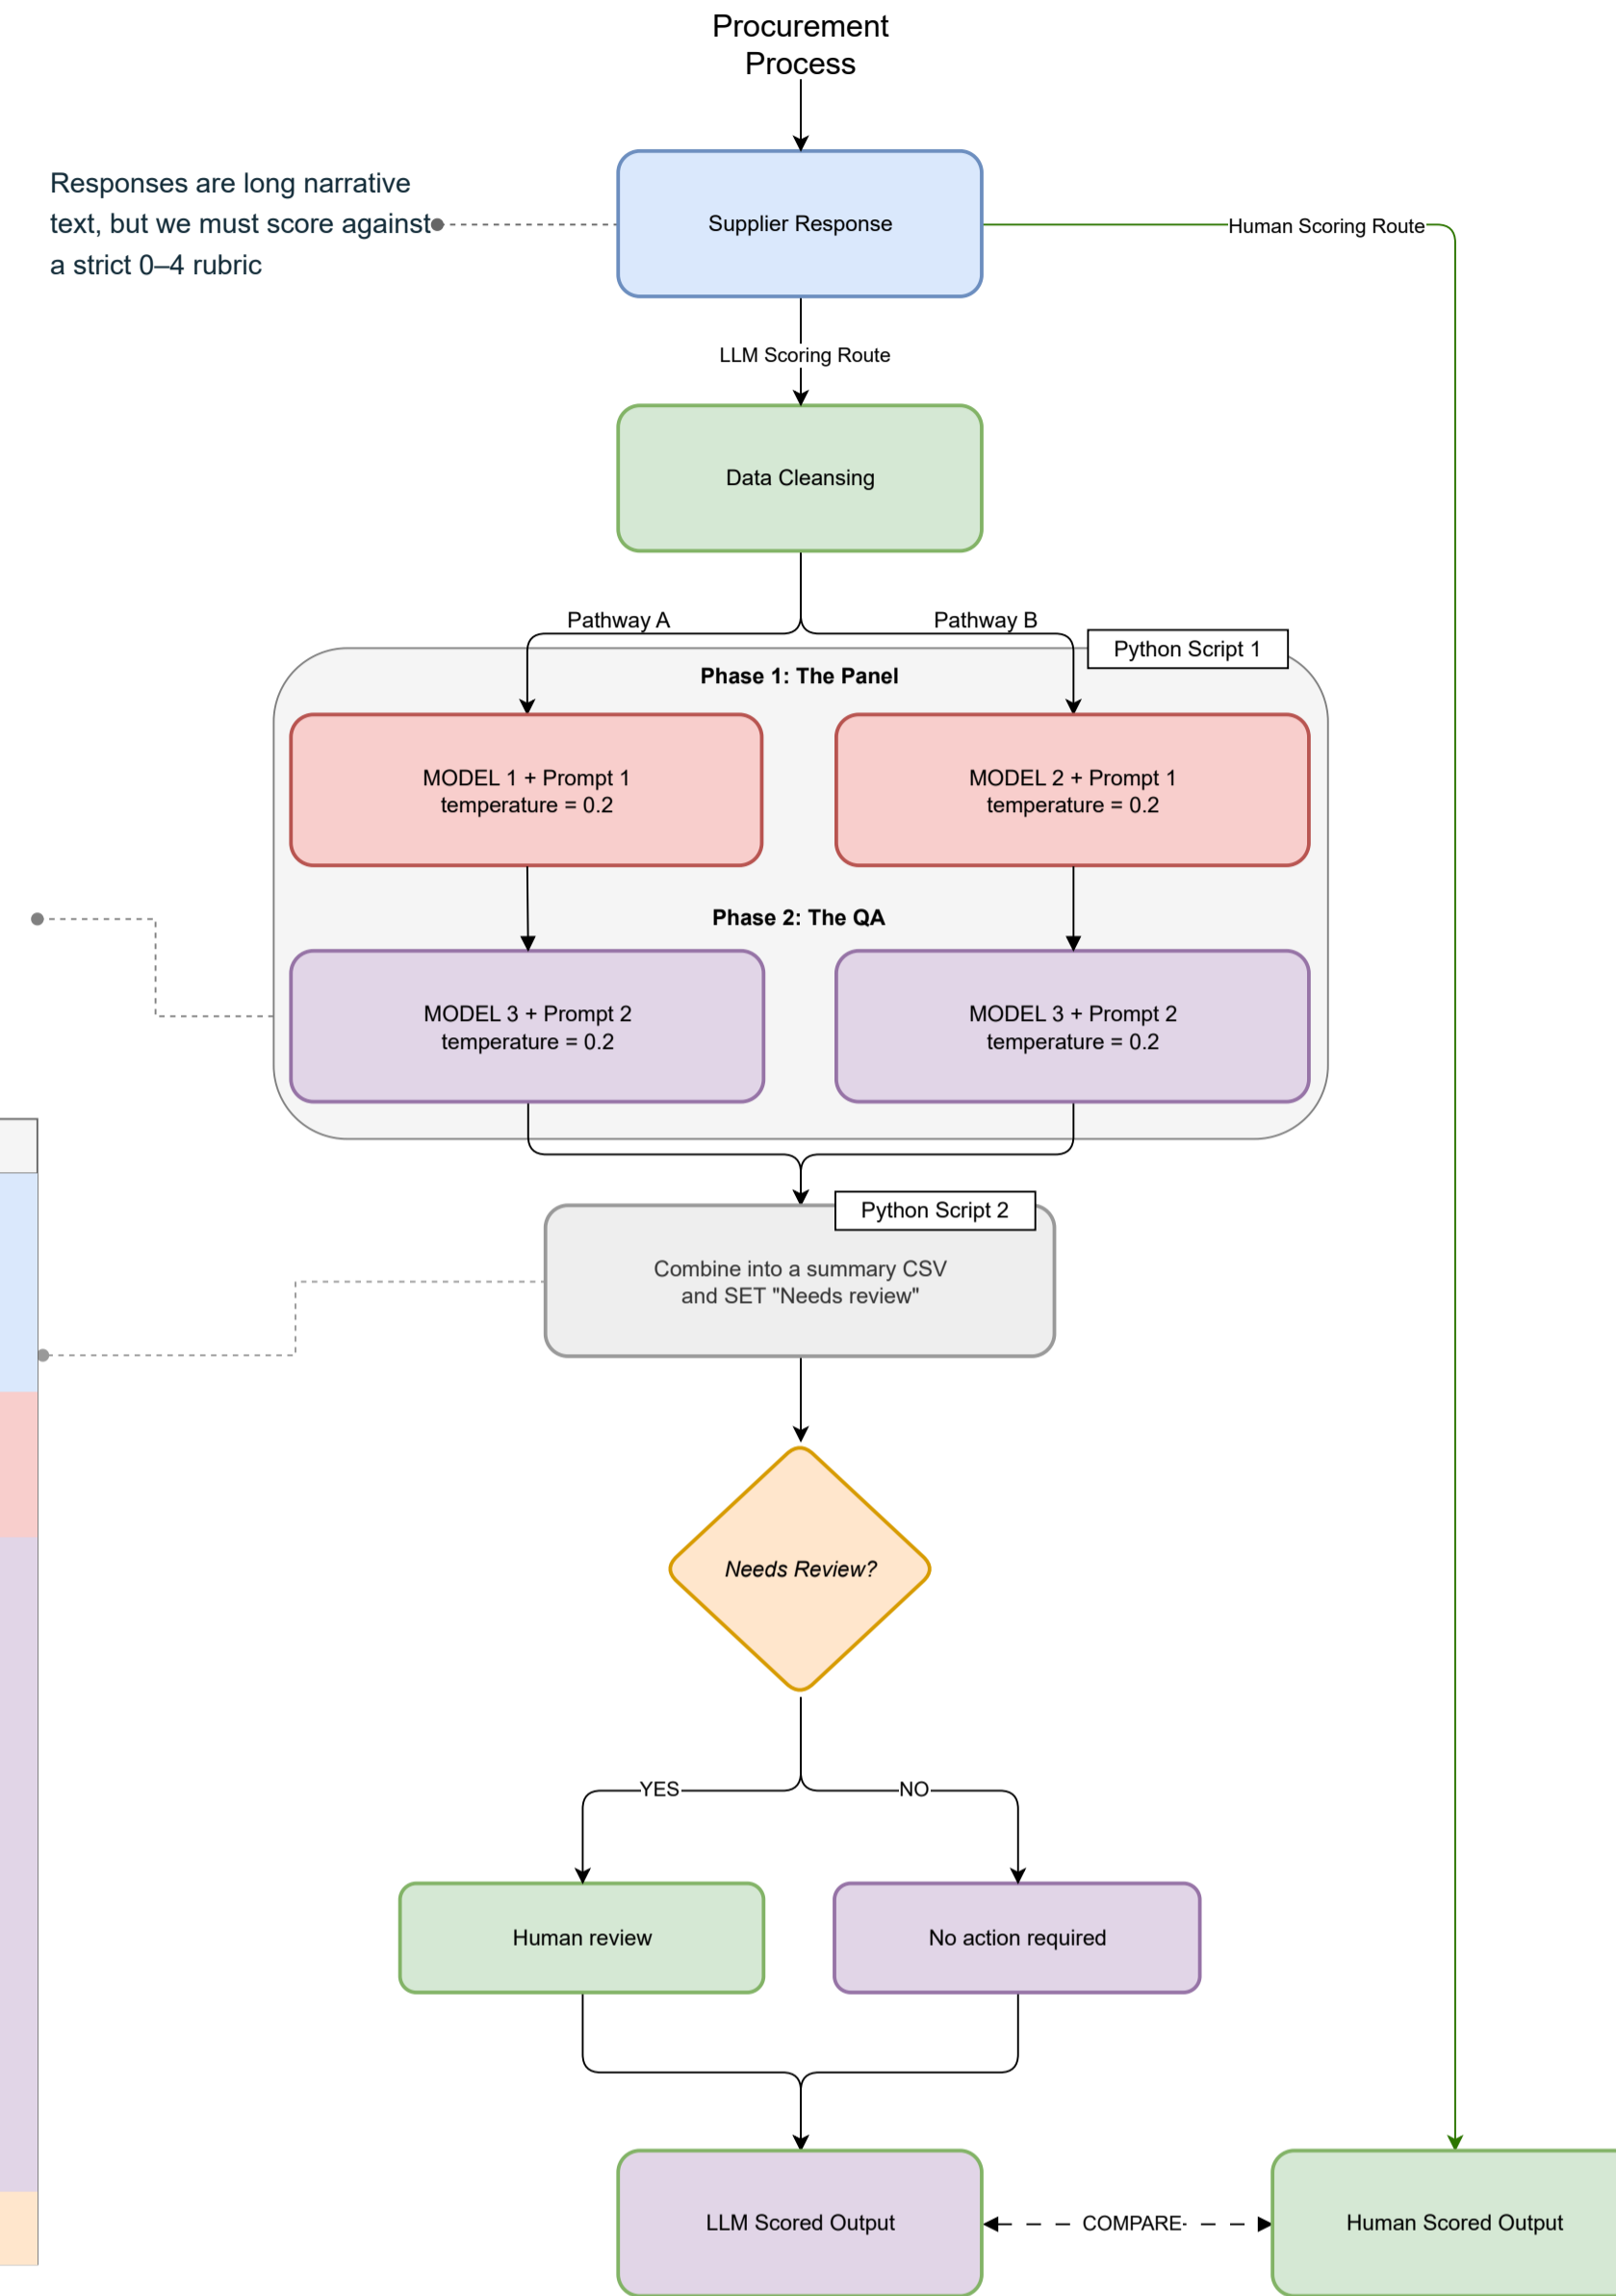 Procurement
Process
Responses are long narrative
text, but we must score against
a strict 0–4 rubric
Supplier Response
Human Scoring Route
LLM Scoring Route
Data Cleansing
Pathway A
Pathway B
Python Script 1
Phase 1: The Panel
MODEL 1 + Prompt 1
temperature = 0.2
MODEL 2 + Prompt 1
temperature = 0.2
Phase 2: The QA
MODEL 3 + Prompt 2
temperature = 0.2
MODEL 3 + Prompt 2
temperature = 0.2
Python Script 2
Combine into a summary CSV
and SET "Needs review"
Needs Review?
YES
NO
Human review
No action required
LLM Scored Output
COMPARE
Human Scored Output